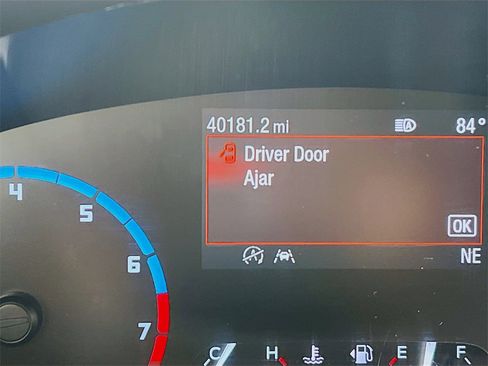 40181.2 mi 84°
Driver Door
Ajar
OK
NE
4
5
6
7
C H E F